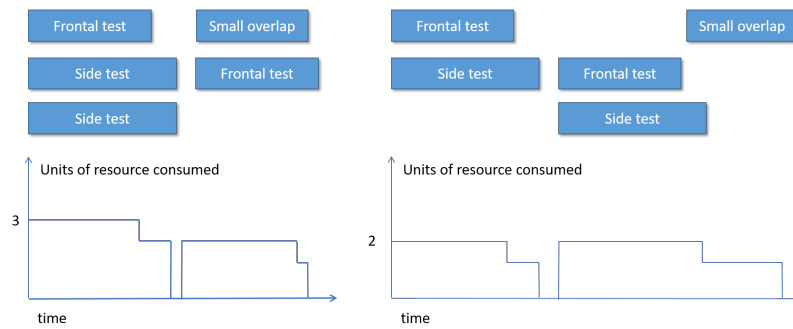 Frontal test
Small overlap
Side test
Frontal test
Side test
Units of resource consumed
3
time
Frontal test
Small overlap
Side test
Frontal test
Side test
Units of resource consumed
2
time